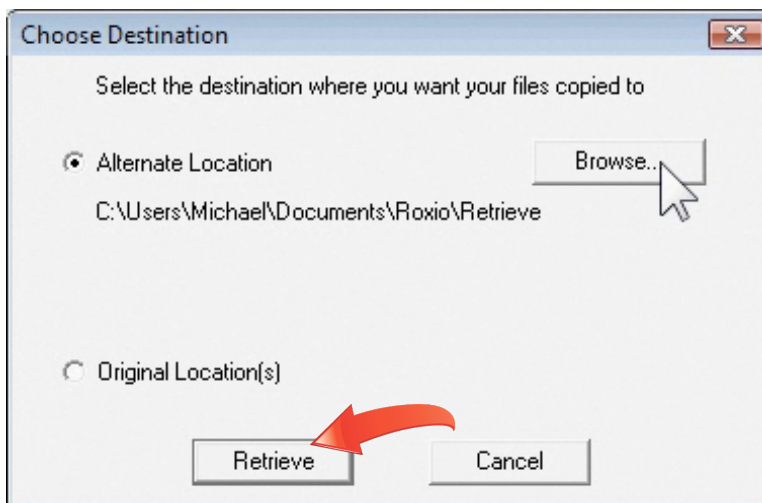 Choose Destination
Select the destination where you want your files copied to
Alternate Location
Browse...
C:\Users\Michael\Documents\Roxio\Retrieve
Original Location(s)
Retrieve
Cancel